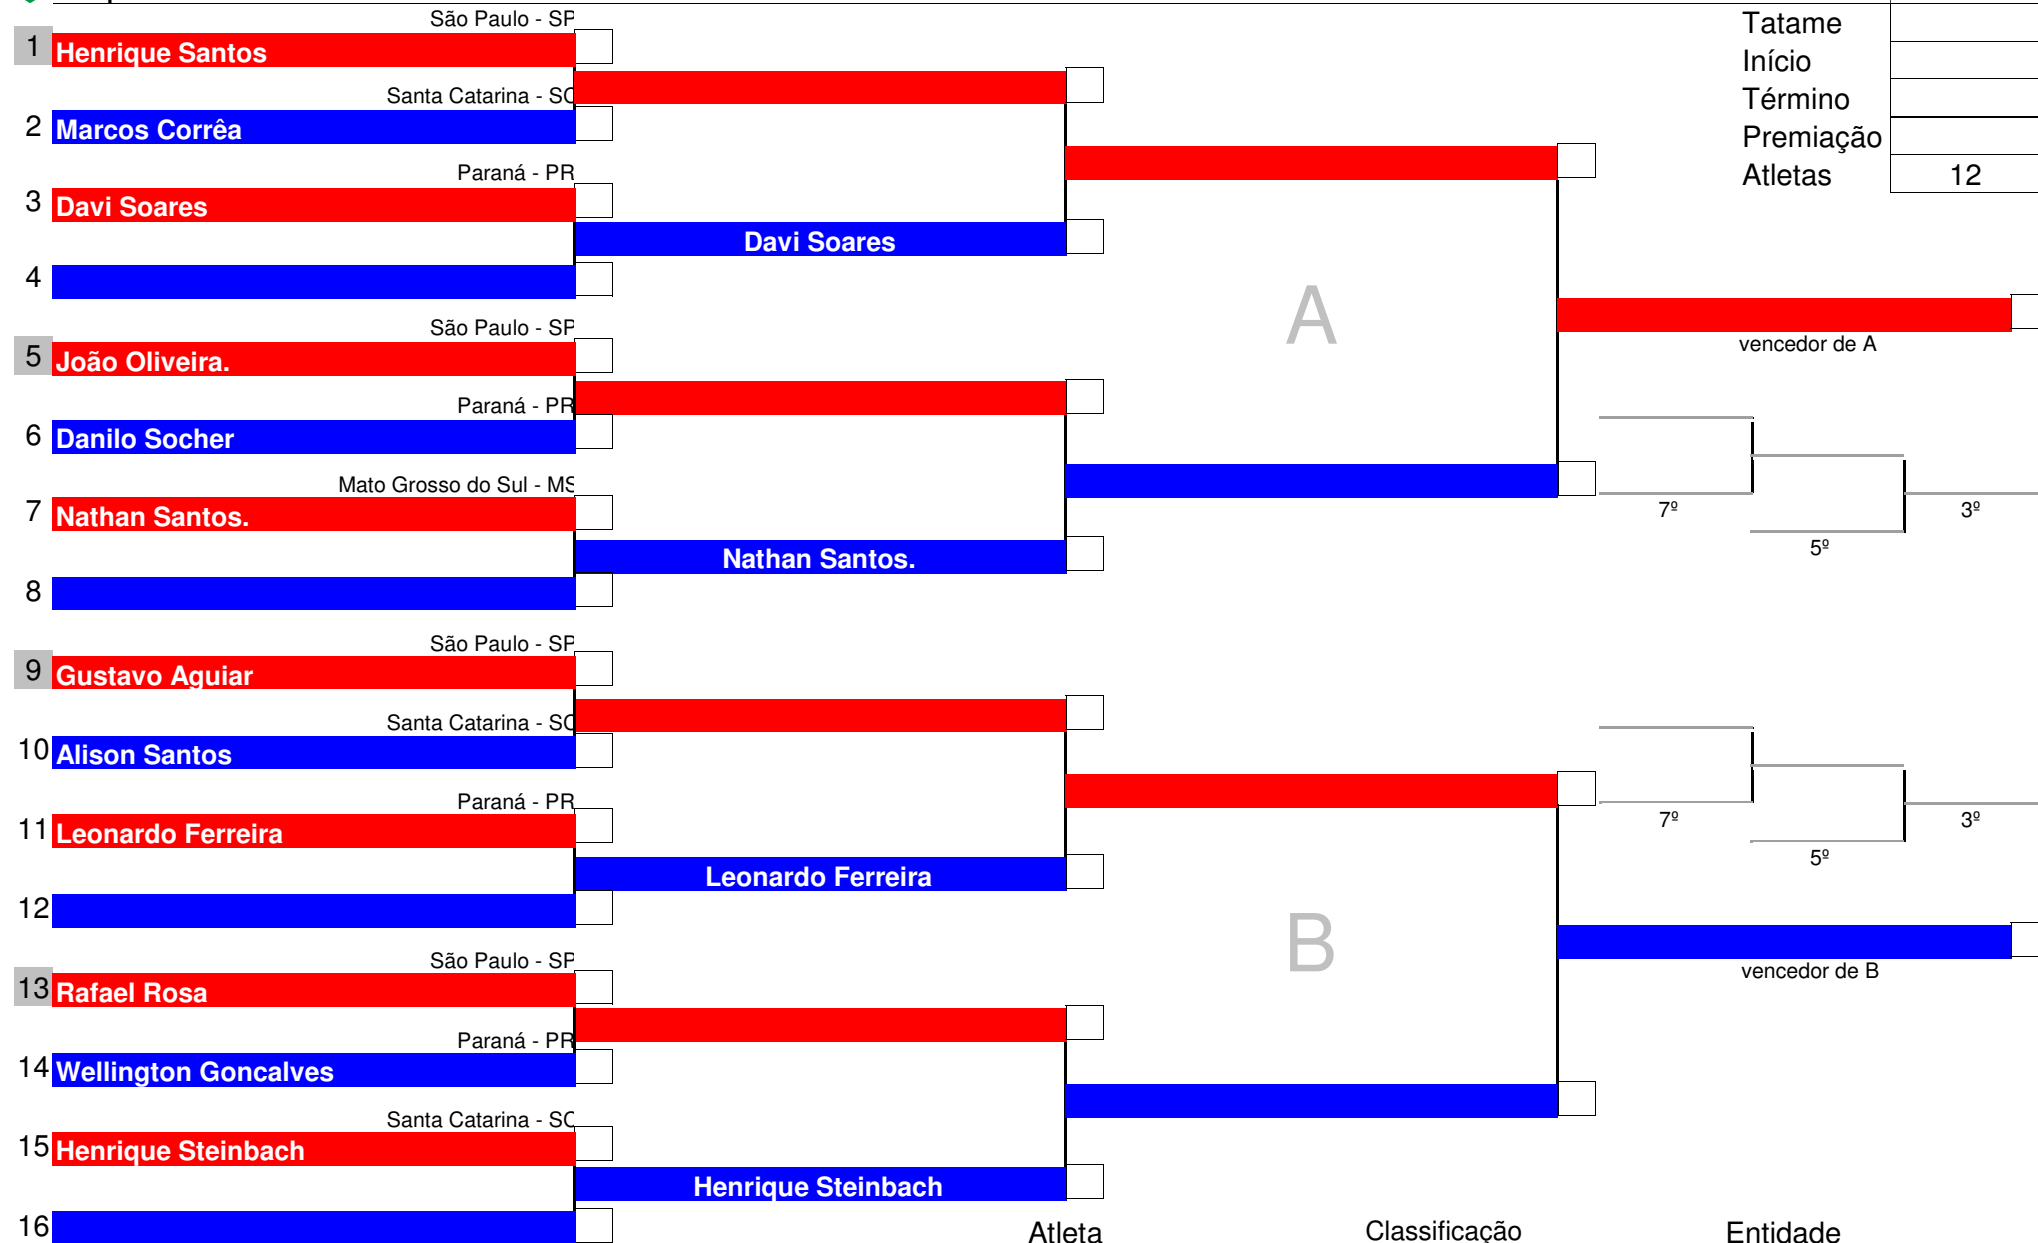 São Paulo - SP
1 Henrique Santos
Santa Catarina - SC
2 Marcos Corrêa
Paraná - PR
3 Davi Soares
Davi Soares
4
São Paulo - SP
5 João Oliveira.
Paraná - PR
6 Danilo Socher
Mato Grosso do Sul - MS
7 Nathan Santos.
Nathan Santos.
8
São Paulo - SP
9 Gustavo Aguiar
Santa Catarina - SC
10 Alison Santos
Paraná - PR
11 Leonardo Ferreira
Leonardo Ferreira
12
São Paulo - SP
13 Rafael Rosa
Paraná - PR
14 Wellington Goncalves
Santa Catarina - SC
15 Henrique Steinbach
Henrique Steinbach
16
A
B
Tatame
Início
Término
Premiação
Atletas 12
vencedor de A
7º
3º
5º
7º
3º
5º
vencedor de B
Atleta Classificação Entidade